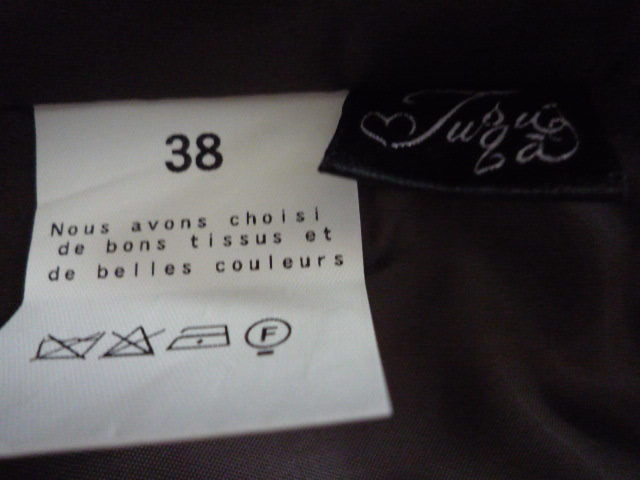 38
Nous avons choisi
de bons tissus et
de belles couleurs
F